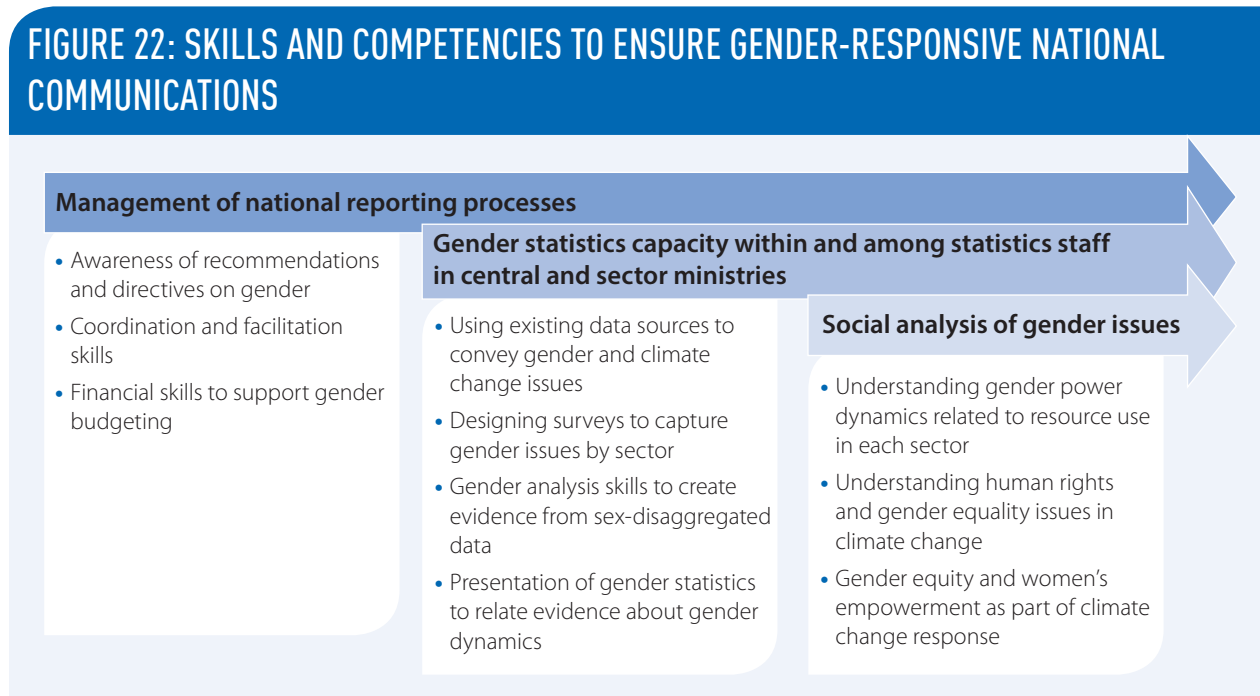 FIGURE 22: SKILLS AND COMPETENCIES TO ENSURE GENDER-RESPONSIVE NATIONAL
COMMUNICATIONS
Management of national reporting processes
• Awareness of recommendations
and directives on gender
• Coordination and facilitation
skills
• Financial skills to support gender
budgeting
Gender statistics capacity within and among statistics staff
in central and sector ministries
• Using existing data sources to
convey gender and climate
change issues
• Designing surveys to capture
gender issues by sector
• Gender analysis skills to create
evidence from sex-disaggregated
data
• Presentation of gender statistics
to relate evidence about gender
dynamics
Social analysis of gender issues
• Understanding gender power
dynamics related to resource use
in each sector
• Understanding human rights
and gender equality issues in
climate change
• Gender equity and women’s
empowerment as part of climate
change response